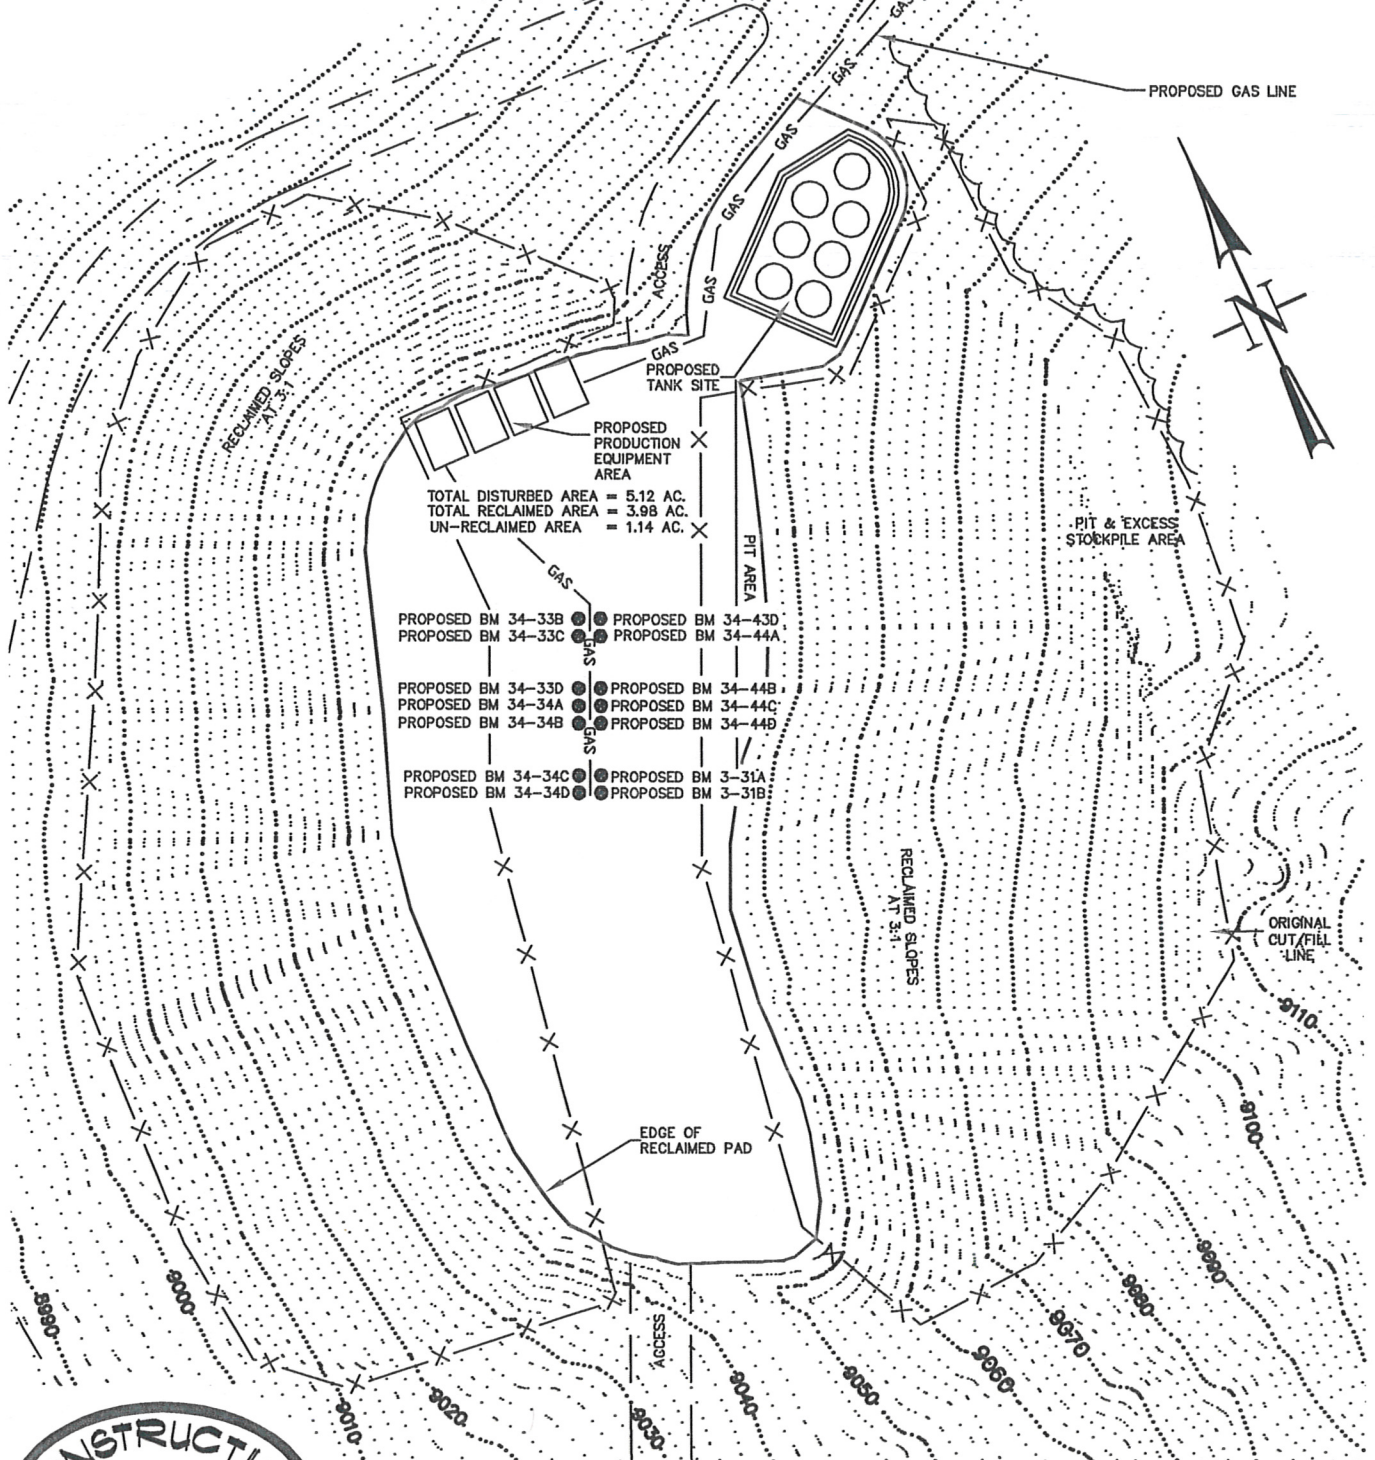 GAS
PROPOSED GAS LINE
GAS
GAS
GAS
ACCESS
GAS
GAS
PROPOSED
TANK SITE
RECLAIMED SLOPES
AT 3:1
PROPOSED
PRODUCTION
EQUIPMENT
AREA
TOTAL DISTURBED AREA = 5.12 AC.
TOTAL RECLAIMED AREA = 3.98 AC.
UN-RECLAIMED AREA = 1.14 AC.
PIT & EXCESS
STOCKPILE AREA
PIT AREA
GAS
PROPOSED BM 34-33B
PROPOSED BM 34-43D
PROPOSED BM 34-33C
PROPOSED BM 34-44A
GAS
PROPOSED BM 34-33D
PROPOSED BM 34-44B
PROPOSED BM 34-34A
PROPOSED BM 34-44C
PROPOSED BM 34-34B
PROPOSED BM 34-44D
GAS
PROPOSED BM 34-34C
PROPOSED BM 3-31A
PROPOSED BM 34-34D
PROPOSED BM 3-31B
RECLAIMED SLOPES
AT 3:1
ORIGINAL
CUT/FILL
LINE
9110
9100
EDGE OF
RECLAIMED PAD
9090
9080
9070
9060
9050
9040
9030
ACCESS
9020
9010
9000
8990
N